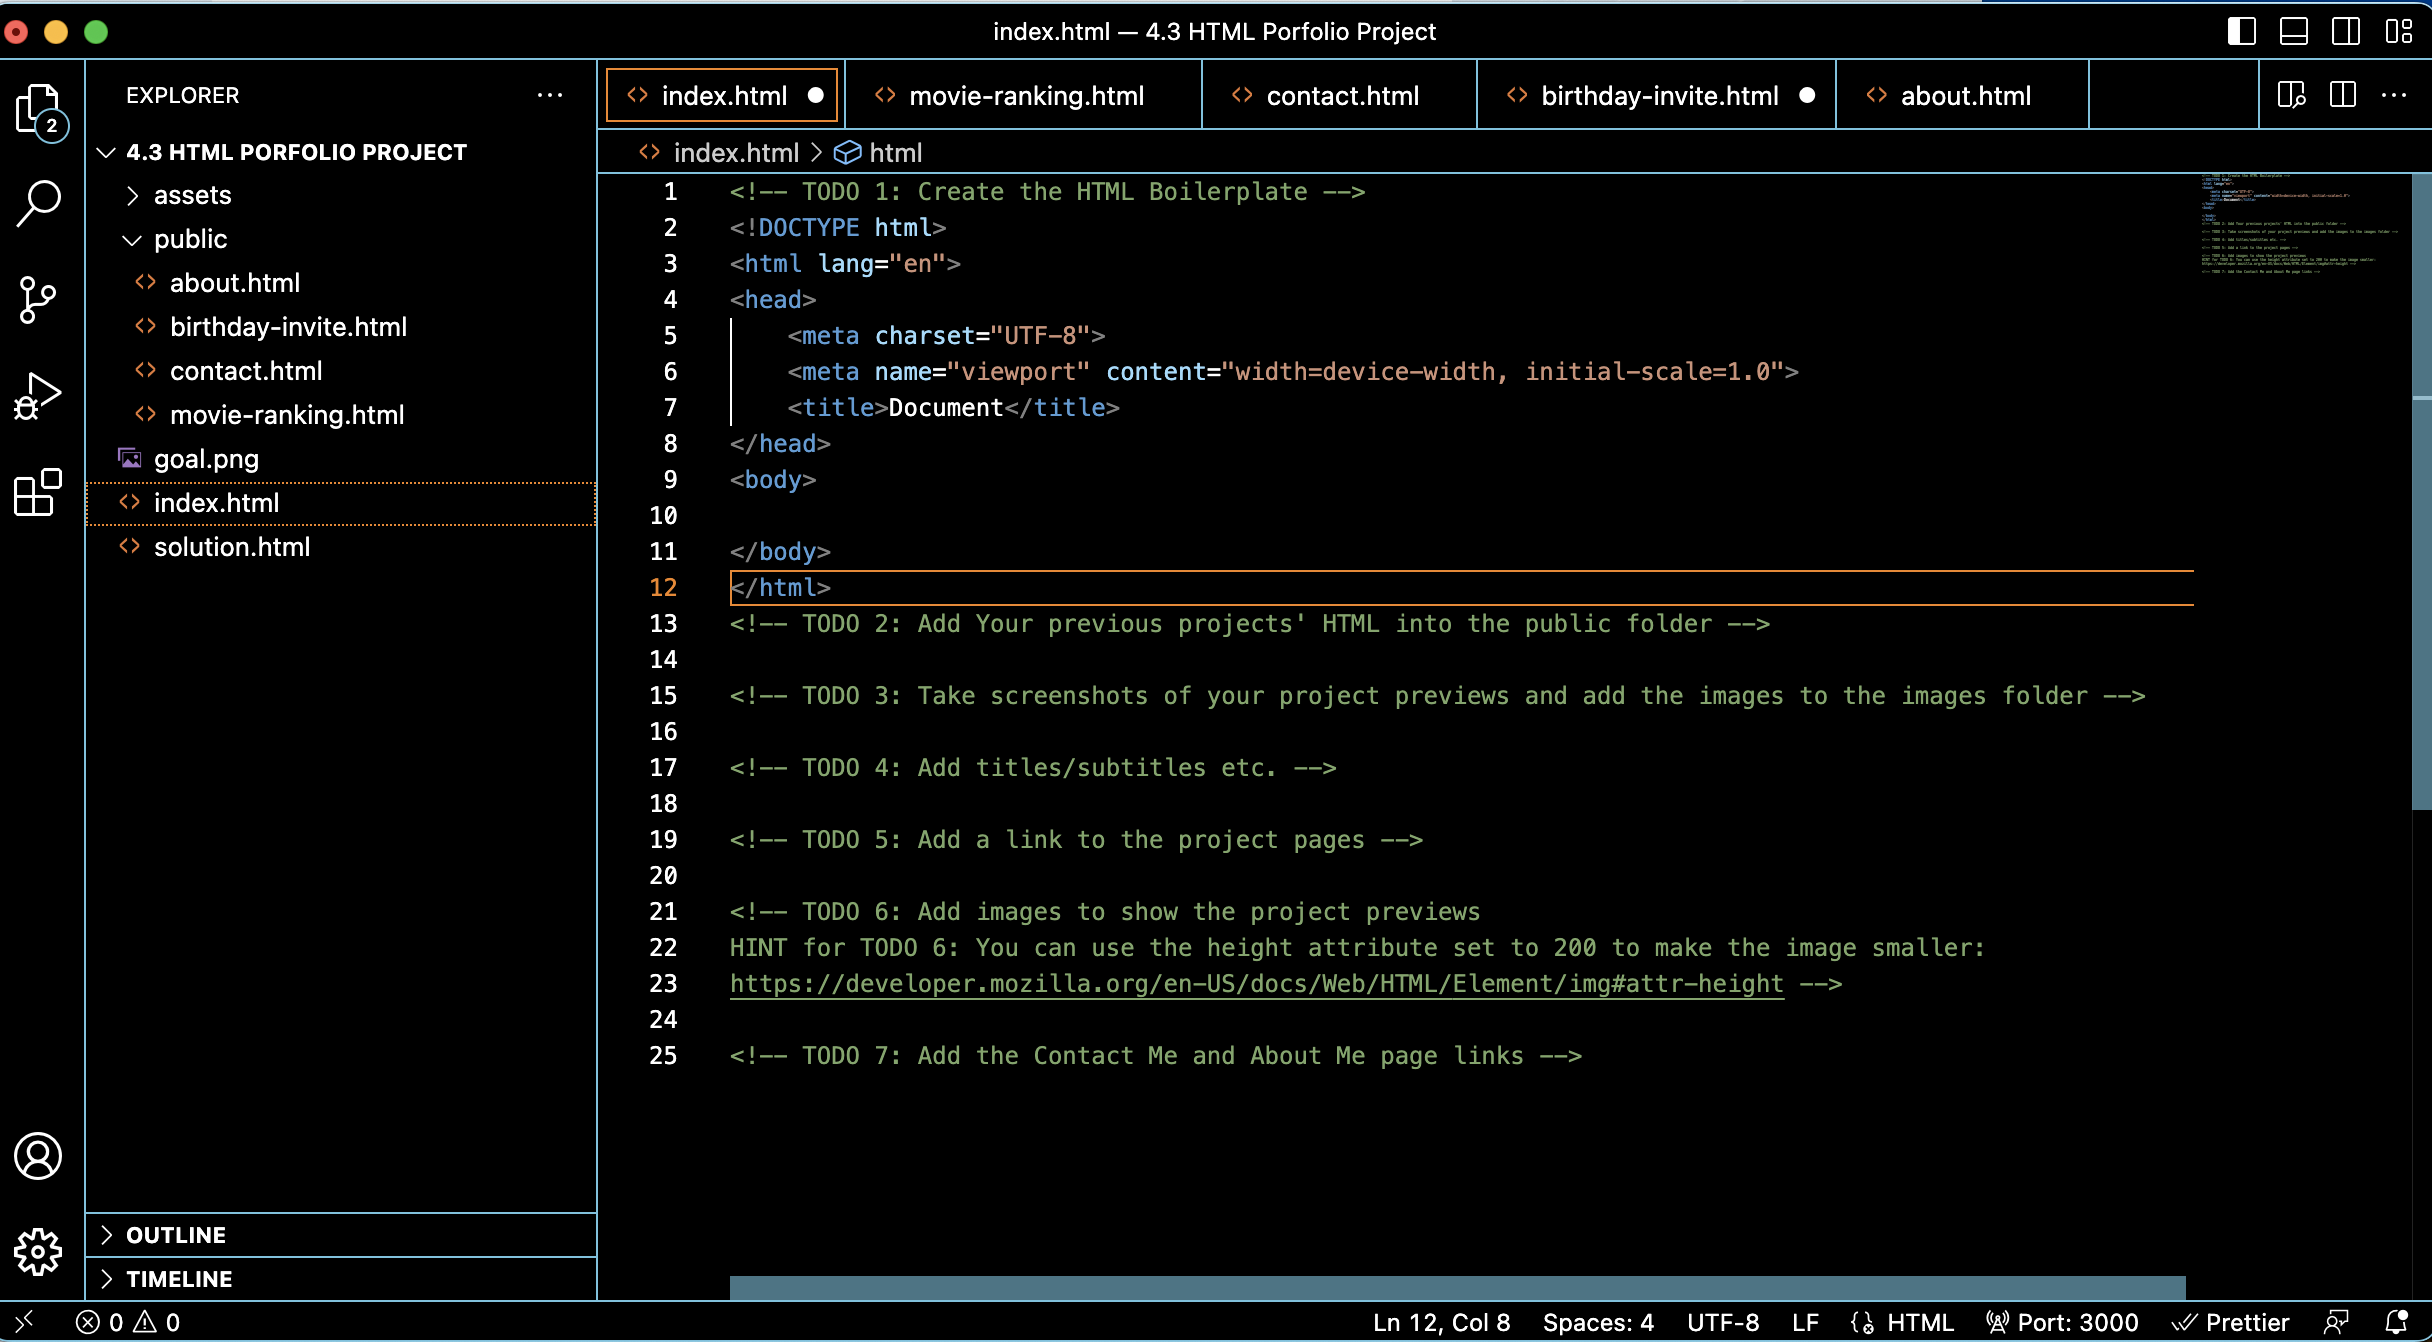 index.html — 4.3 HTML Porfolio Project
EXPLORER
2
4.3 HTML PORFOLIO PROJECT
assets
public
about.html
birthday-invite.html
contact.html
movie-ranking.html
goal.png
index.html
solution.html
OUTLINE
TIMELINE
index.html
movie-ranking.html
contact.html
birthday-invite.html
about.html
index.html > html
1 <!-- TODO 1: Create the HTML Boilerplate -->
2 <!DOCTYPE html>
3 <html lang="en">
4 <head>
5     <meta charset="UTF-8">
6     <meta name="viewport" content="width=device-width, initial-scale=1.0">
7     <title>Document</title>
8 </head>
9 <body>
10
11 </body>
12 </html>
13 <!-- TODO 2: Add Your previous projects' HTML into the public folder -->
14
15 <!-- TODO 3: Take screenshots of your project previews and add the images to the images folder -->
16
17 <!-- TODO 4: Add titles/subtitles etc. -->
18
19 <!-- TODO 5: Add a link to the project pages -->
20
21 <!-- TODO 6: Add images to show the project previews
22 HINT for TODO 6: You can use the height attribute set to 200 to make the image smaller:
23 https://developer.mozilla.org/en-US/docs/Web/HTML/Element/img#attr-height -->
24
25 <!-- TODO 7: Add the Contact Me and About Me page links -->
0 0 Ln 12, Col 8 Spaces: 4 UTF-8 LF HTML Port: 3000 Prettier